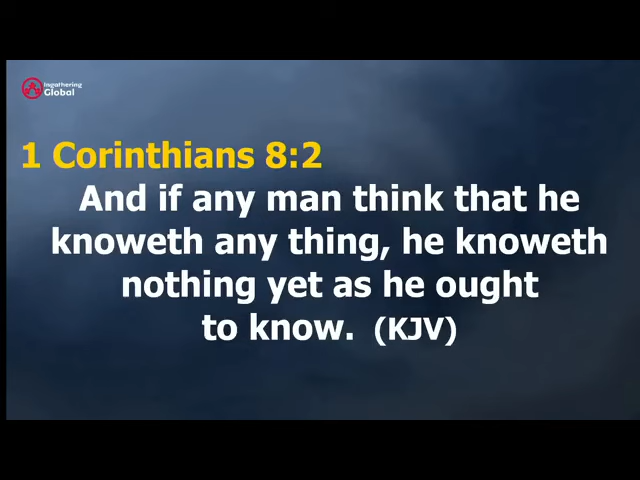 Ingathering
Global
1 Corinthians 8:2
And if any man think that he
knoweth any thing, he knoweth
nothing yet as he ought
to know. (KJV)